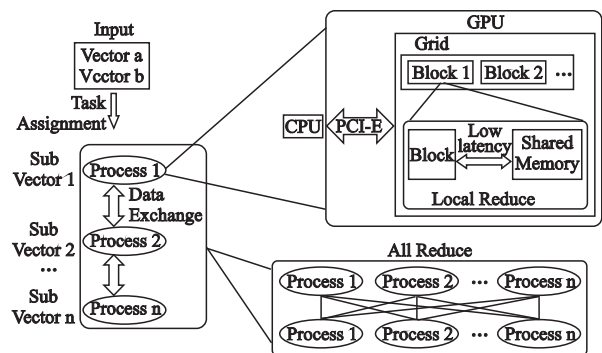 Input
Vector a
Vector b
Task
Assignment
Sub
Vector 1
Process 1
Data
Exchange
Sub
Vector 2
Process 2
...
Sub
Vector n
Process n
GPU
Grid
Block 1 Block 2 ...
CPU PCI-E
Block
Low
latency
Shared
Memory
Local Reduce
All Reduce
Process 1 Process 2 ... Process n
Process 1 Process 2 ... Process n